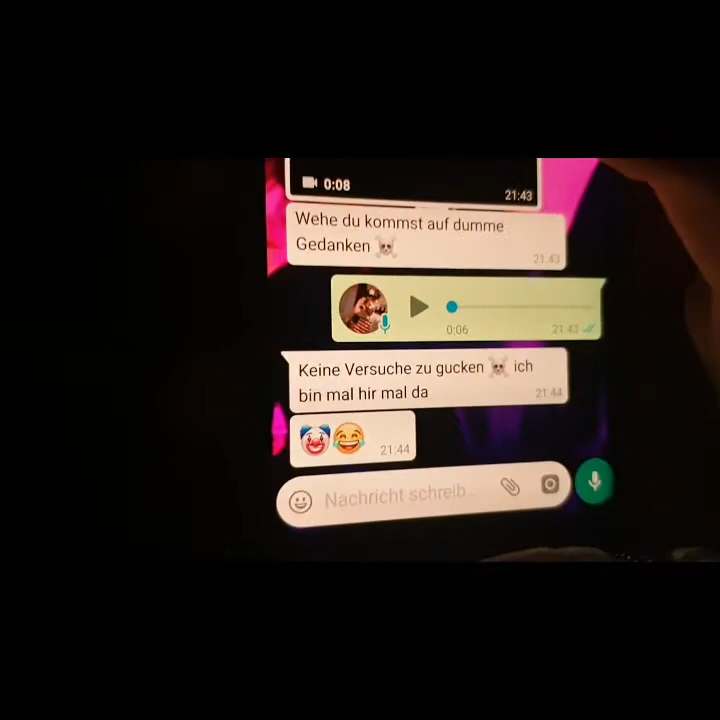 0:08
21:43
Wehe du kommst auf dumme
Gedanken ☠️
21:43
0:06
21:43
Keine Versuche zu gucken ☠️ ich
bin mal hir mal da
21:44
🤡😂
21:44
Nachricht schreib..